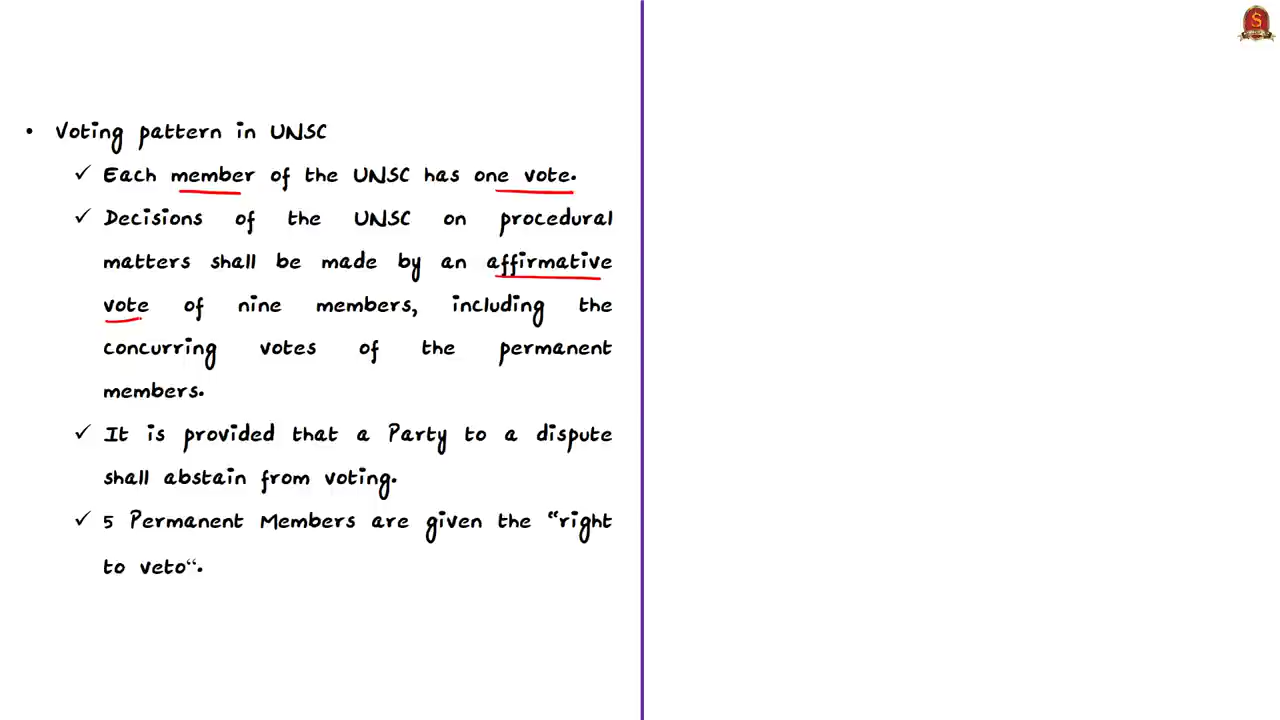 • Voting pattern in UNSC
✓ Each member of the UNSC has one vote.
✓ Decisions of the UNSC on procedural
matters shall be made by an affirmative
vote of nine members, including the
concurring votes of the permanent
members.
✓ It is provided that a Party to a dispute
shall abstain from voting.
✓ 5 Permanent Members are given the “right
to veto“.
S